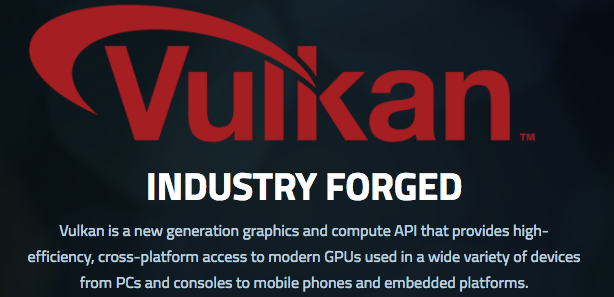 Vulkan™
INDUSTRY FORGED
Vulkan is a new generation graphics and compute API that provides high-
efficiency, cross-platform access to modern GPUs used in a wide variety of devices
from PCs and consoles to mobile phones and embedded platforms.